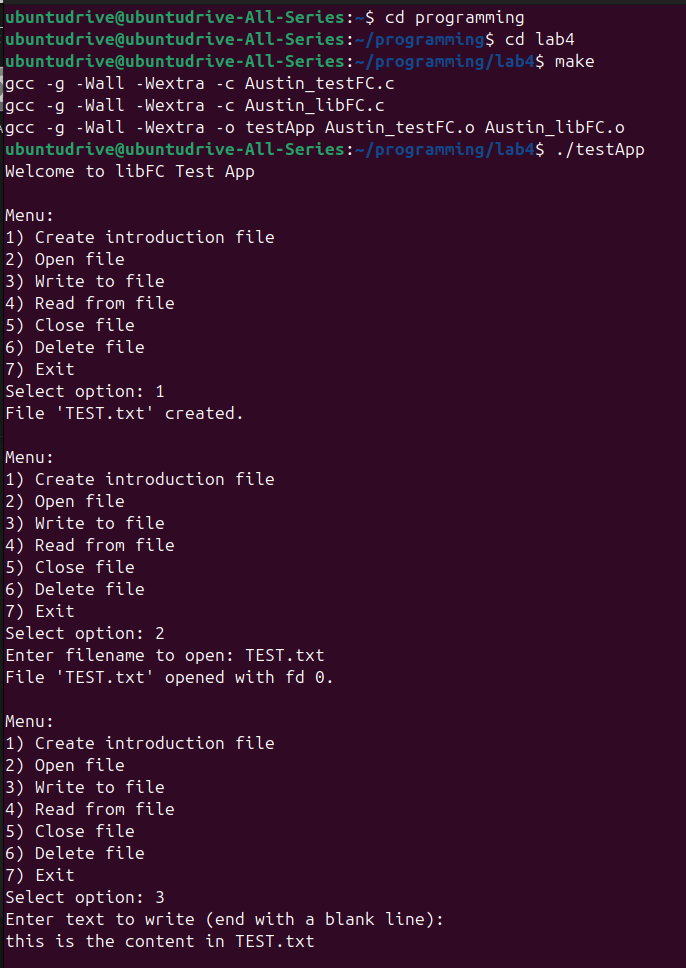 ubuntudrive@ubuntudrive-All-Series:~$ cd programming
ubuntudrive@ubuntudrive-All-Series:~/programming$ cd lab4
ubuntudrive@ubuntudrive-All-Series:~/programming/lab4$ make
gcc -g -Wall -Wextra -c Austin_testFC.c
gcc -g -Wall -Wextra -c Austin_libFC.c
gcc -g -Wall -Wextra -o testApp Austin_testFC.o Austin_libFC.o
ubuntudrive@ubuntudrive-All-Series:~/programming/lab4$ ./testApp
Welcome to libFC Test App

Menu:
1) Create introduction file
2) Open file
3) Write to file
4) Read from file
5) Close file
6) Delete file
7) Exit
Select option: 1
File 'TEST.txt' created.

Menu:
1) Create introduction file
2) Open file
3) Write to file
4) Read from file
5) Close file
6) Delete file
7) Exit
Select option: 2
Enter filename to open: TEST.txt
File 'TEST.txt' opened with fd 0.

Menu:
1) Create introduction file
2) Open file
3) Write to file
4) Read from file
5) Close file
6) Delete file
7) Exit
Select option: 3
Enter text to write (end with a blank line):
this is the content in TEST.txt